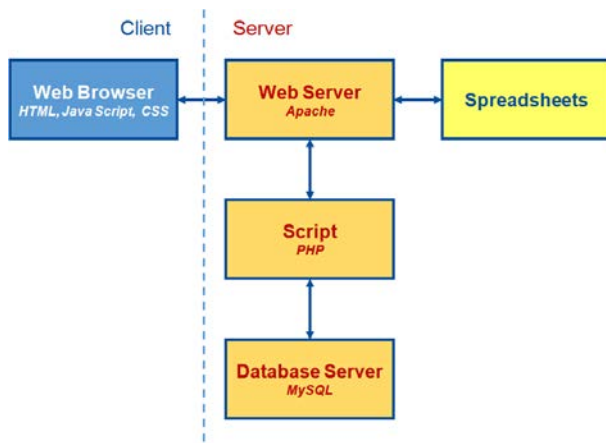 Client
Server
Web Browser
HTML, Java Script, CSS
Web Server
Apache
Spreadsheets
Script
PHP
Database Server
MySQL